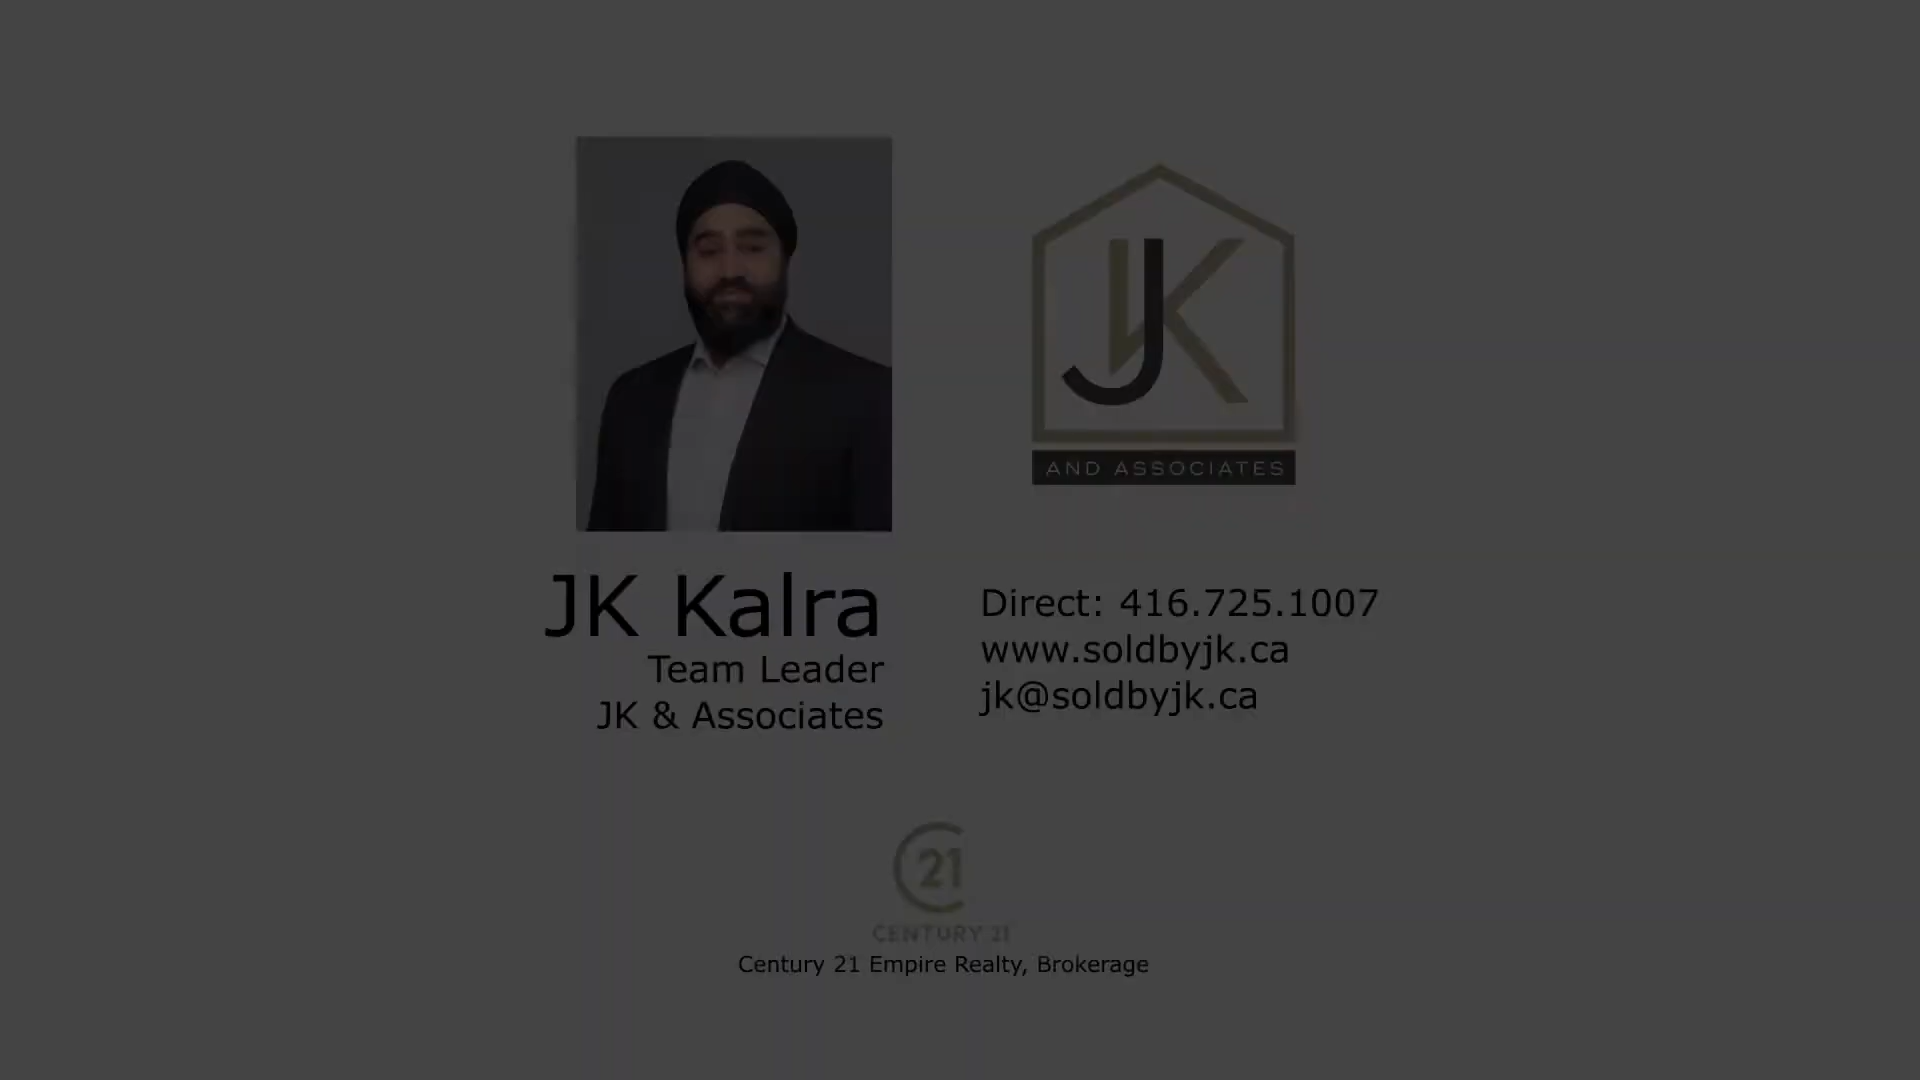 JK
AND ASSOCIATES
JK Kalra
Team Leader
JK & Associates
Direct: 416.725.1007
www.soldbyjk.ca
jk@soldbyjk.ca
C21
CENTURY 21
Century 21 Empire Realty, Brokerage